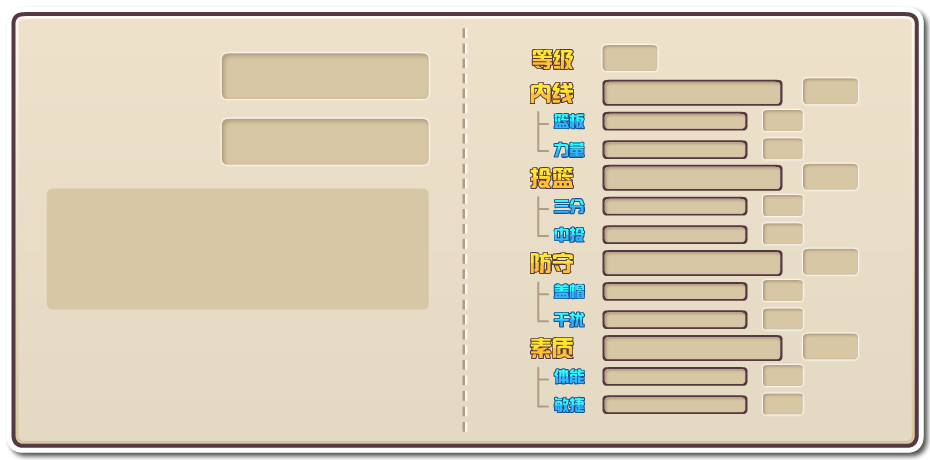 等级
内线
篮板
力量
投篮
三分
中投
防守
盖帽
干扰
素质
体能
敏捷